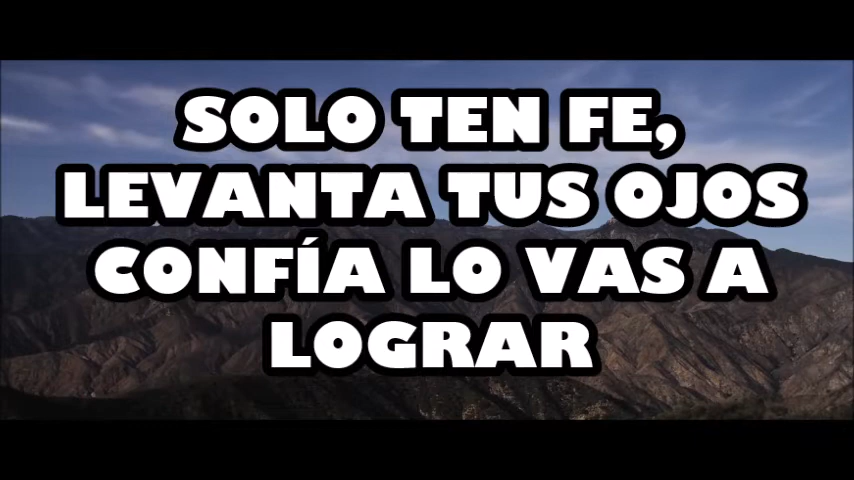 SOLO TEN FE,
LEVANTA TUS OJOS
CONFÍA LO VAS A
LOGRAR